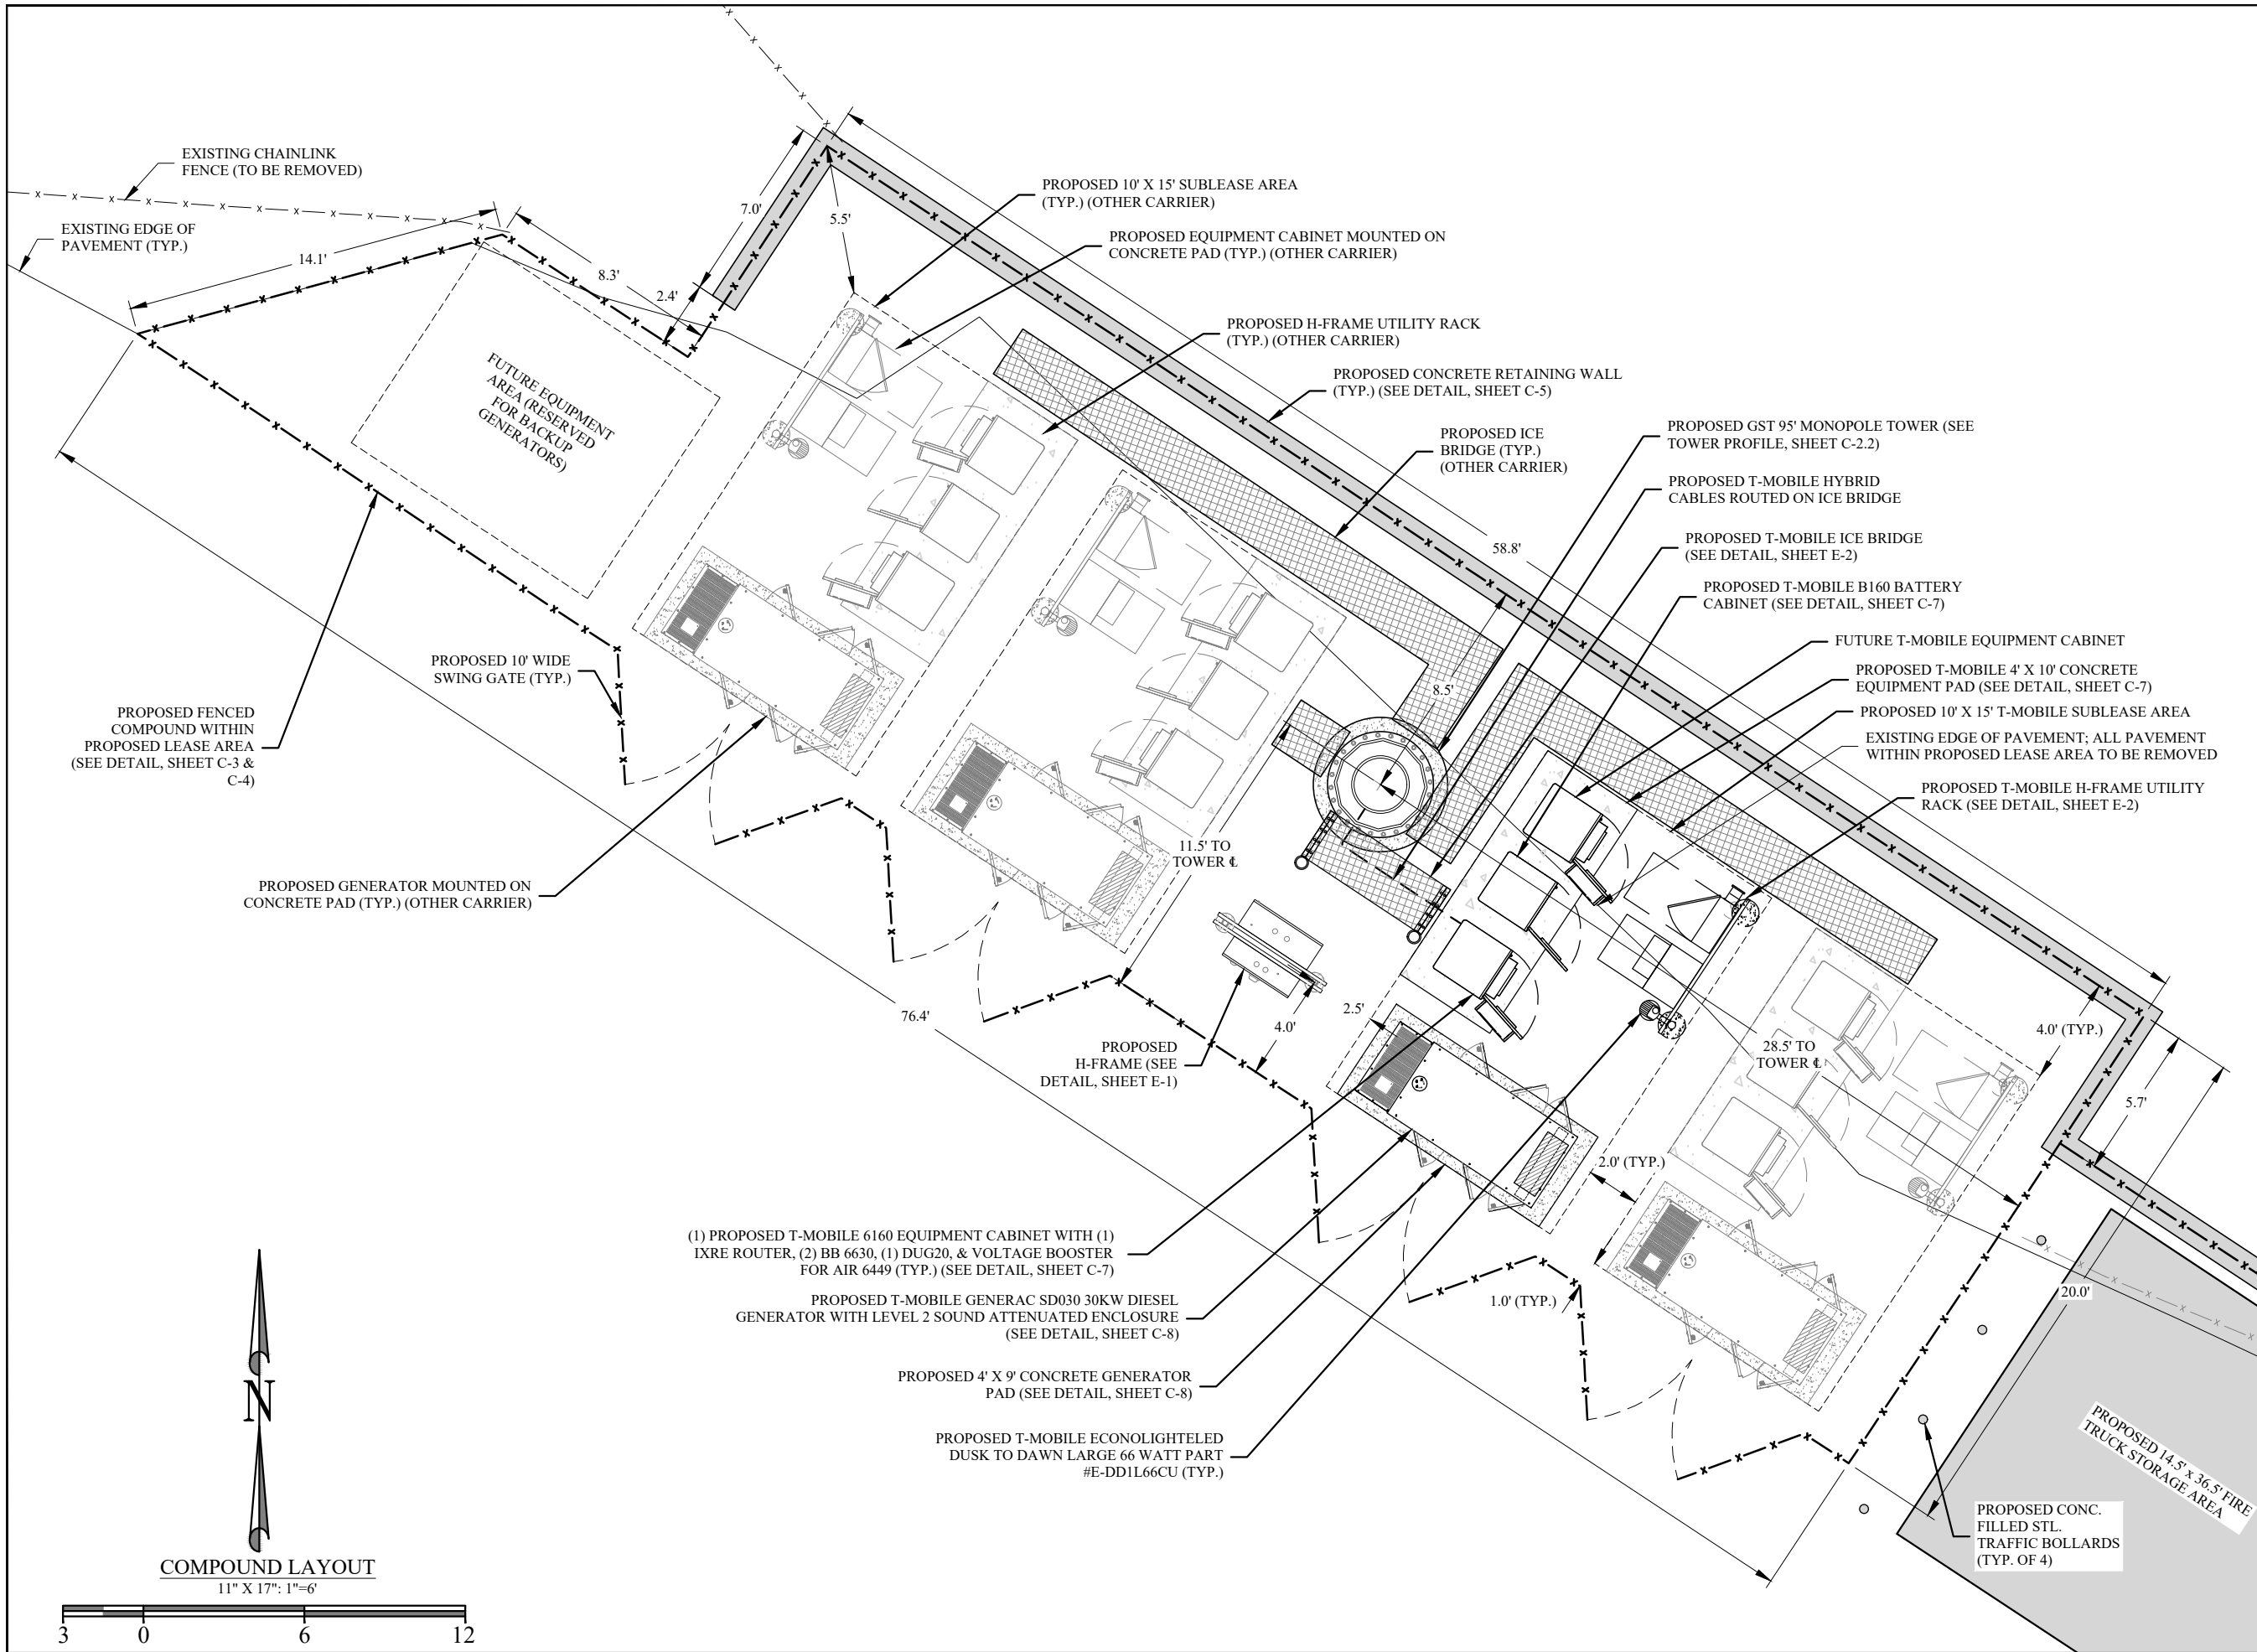 EXISTING CHAINLINK
FENCE (TO BE REMOVED)
EXISTING EDGE OF
PAVEMENT (TYP.)
14.1'
8.3'
2.4'
7.0'
5.5'
PROPOSED 10' X 15' SUBLEASE AREA
(TYP.) (OTHER CARRIER)
PROPOSED EQUIPMENT CABINET MOUNTED ON
CONCRETE PAD (TYP.) (OTHER CARRIER)
PROPOSED H-FRAME UTILITY RACK
(TYP.) (OTHER CARRIER)
PROPOSED CONCRETE RETAINING WALL
(TYP.) (SEE DETAIL, SHEET C-5)
PROPOSED ICE
BRIDGE (TYP.)
(OTHER CARRIER)
PROPOSED GST 95' MONOPOLE TOWER (SEE
TOWER PROFILE, SHEET C-2.2)
PROPOSED T-MOBILE HYBRID
CABLES ROUTED ON ICE BRIDGE
PROPOSED T-MOBILE ICE BRIDGE
(SEE DETAIL, SHEET E-2)
PROPOSED T-MOBILE B160 BATTERY
CABINET (SEE DETAIL, SHEET C-7)
FUTURE T-MOBILE EQUIPMENT CABINET
PROPOSED T-MOBILE 4' X 10' CONCRETE
EQUIPMENT PAD (SEE DETAIL, SHEET C-7)
PROPOSED 10' X 15' T-MOBILE SUBLEASE AREA
EXISTING EDGE OF PAVEMENT; ALL PAVEMENT
WITHIN PROPOSED LEASE AREA TO BE REMOVED
PROPOSED T-MOBILE H-FRAME UTILITY
RACK (SEE DETAIL, SHEET E-2)
FUTURE EQUIPMENT
AREA (RESERVED
FOR BACKUP
GENERATORS)
58.8'
8.5'
PROPOSED 10' WIDE
SWING GATE (TYP.)
PROPOSED FENCED
COMPOUND WITHIN
PROPOSED LEASE AREA
(SEE DETAIL, SHEET C-3 &
C-4)
11.5' TO
TOWER ℄
PROPOSED GENERATOR MOUNTED ON
CONCRETE PAD (TYP.) (OTHER CARRIER)
76.4'
2.5'
4.0'
4.0' (TYP.)
28.5' TO
TOWER ℄
5.7'
PROPOSED
H-FRAME (SEE
DETAIL, SHEET E-1)
2.0' (TYP.)
(1) PROPOSED T-MOBILE 6160 EQUIPMENT CABINET WITH (1)
IXRE ROUTER, (2) BB 6630, (1) DUG20, & VOLTAGE BOOSTER
FOR AIR 6449 (TYP.) (SEE DETAIL, SHEET C-7)
PROPOSED T-MOBILE GENERAC SD030 30KW DIESEL
GENERATOR WITH LEVEL 2 SOUND ATTENUATED ENCLOSURE
(SEE DETAIL, SHEET C-8)
1.0' (TYP.)
20.0'
PROPOSED 4' X 9' CONCRETE GENERATOR
PAD (SEE DETAIL, SHEET C-8)
PROPOSED T-MOBILE ECONOLIGHTELED
DUSK TO DAWN LARGE 66 WATT PART
#E-DD1L66CU (TYP.)
PROPOSED 14.5' x 36.5' FIRE
TRUCK STORAGE AREA
PROPOSED CONC.
FILLED STL.
TRAFFIC BOLLARDS
(TYP. OF 4)
N
COMPOUND LAYOUT
11" X 17": 1"=6'
3 0 6 12